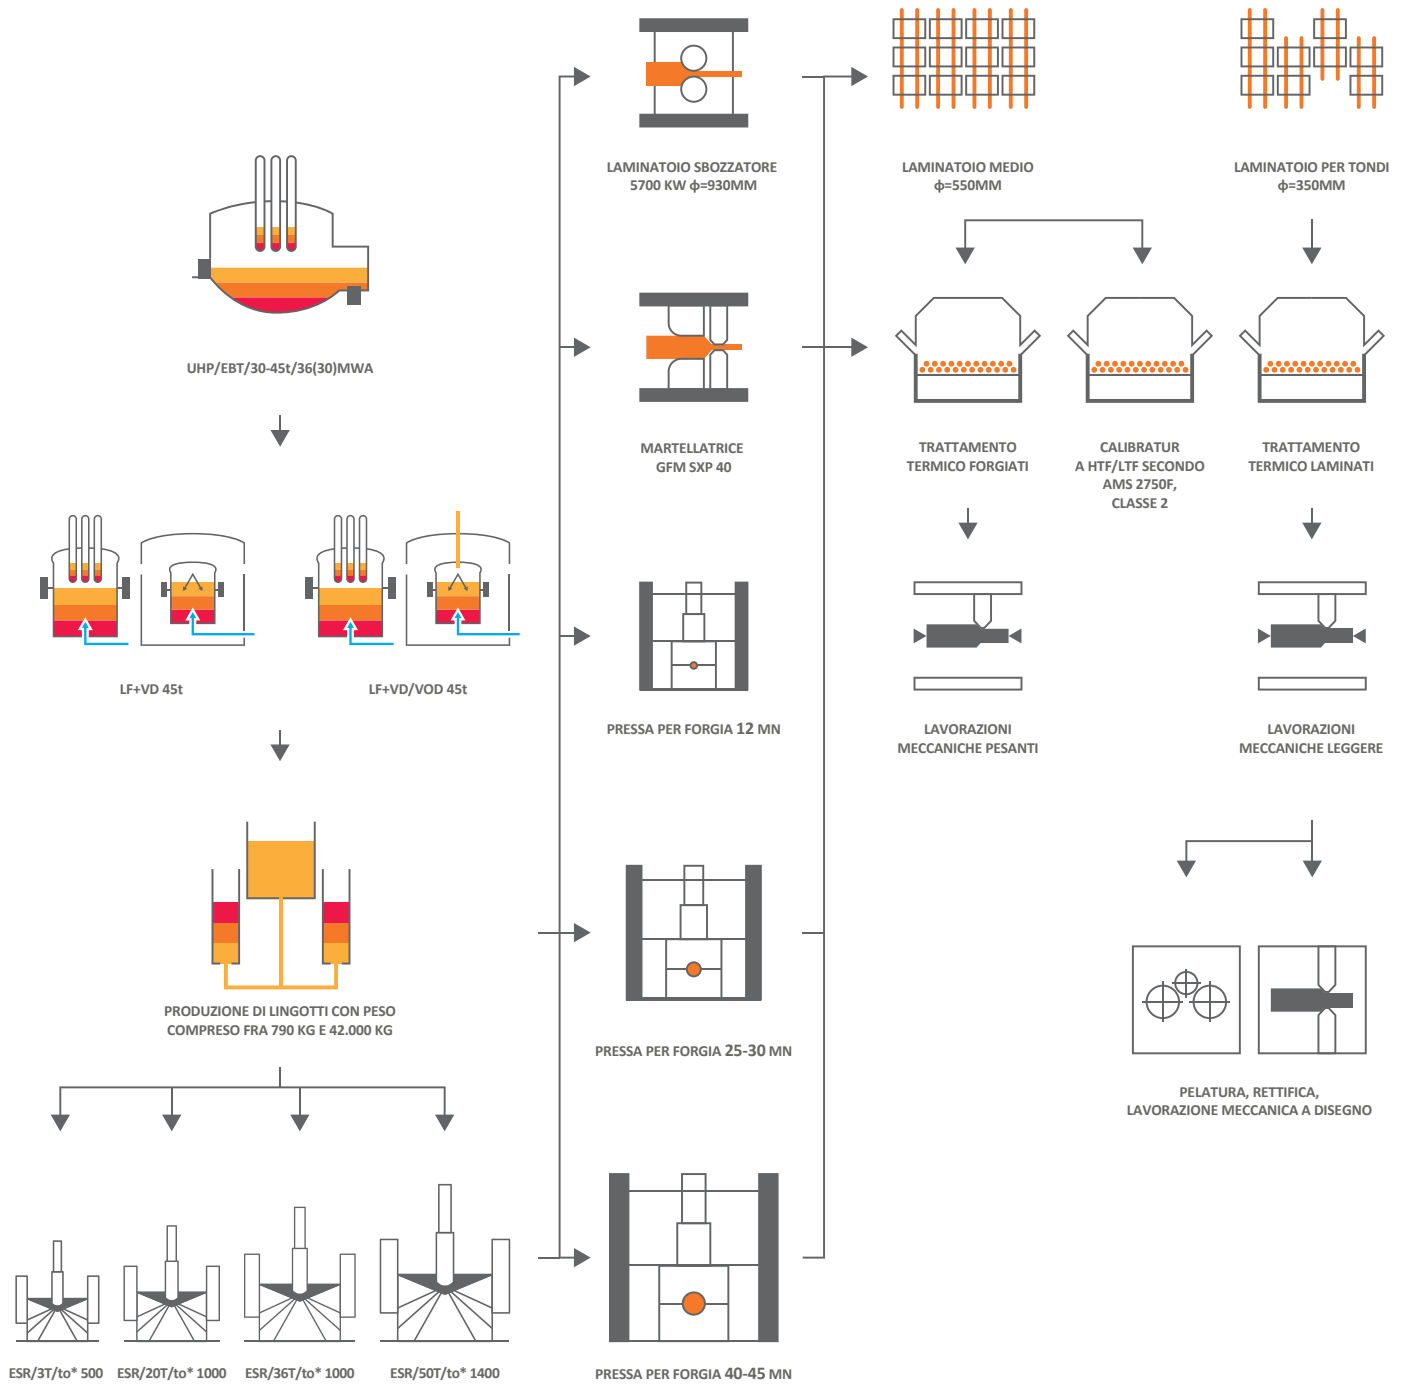 LAMINATOIO SBOZZATORE
5700 KW ϕ=930MM
LAMINATOIO MEDIO
ϕ=550MM
LAMINATOIO PER TONDI
ϕ=350MM
UHP/EBT/30-45t/36(30)MWA
MARTELLATRICE
GFM SXP 40
TRATTAMENTO
TERMICO FORGIATI
CALIBRATUR
A HTF/LTF SECONDO
AMS 2750F,
CLASSE 2
TRATTAMENTO
TERMICO LAMINATI
LF+VD 45t
LF+VD/VOD 45t
PRESSA PER FORGIA 12 MN
LAVORAZIONI
MECCANICHE PESANTI
LAVORAZIONI
MECCANICHE LEGGERE
PRODUZIONE DI LINGOTTI CON PESO
COMPRESO FRA 790 KG E 42.000 KG
PRESSA PER FORGIA 25-30 MN
PELATURA, RETTIFICA,
LAVORAZIONE MECCANICA A DISEGNO
ESR/3T/to* 500
ESR/20T/to* 1000
ESR/36T/to* 1000
ESR/50T/to* 1400
PRESSA PER FORGIA 40-45 MN